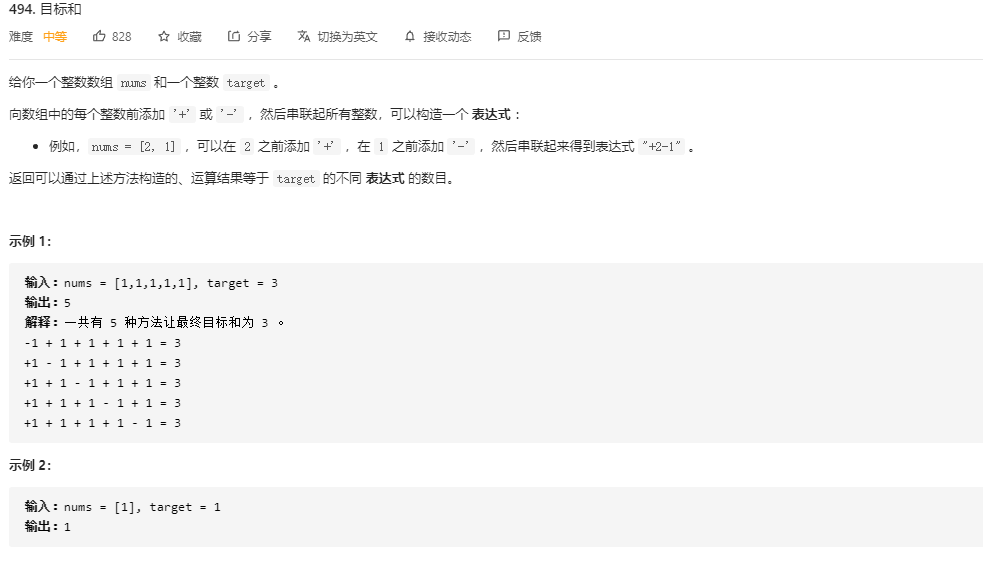 494. 目标和
难度 中等 828 收藏 分享 切换为英文 接收动态 反馈
给你一个整数数组 nums 和一个整数 target 。
向数组中的每个整数前添加 '+' 或 '-' ，然后串联起所有整数，可以构造一个 表达式 ：
• 例如，nums = [2, 1] ，可以在 2 之前添加 '+' ，在 1 之前添加 '-' ，然后串联起来得到表达式 "+2-1" 。
返回可以通过上述方法构造的、运算结果等于 target 的不同 表达式 的数目。
示例 1：
输入：nums = [1,1,1,1,1], target = 3
输出：5
解释：一共有 5 种方法让最终目标和为 3 。
-1 + 1 + 1 + 1 + 1 = 3
+1 - 1 + 1 + 1 + 1 = 3
+1 + 1 - 1 + 1 + 1 = 3
+1 + 1 + 1 - 1 + 1 = 3
+1 + 1 + 1 + 1 - 1 = 3
示例 2：
输入：nums = [1], target = 1
输出：1